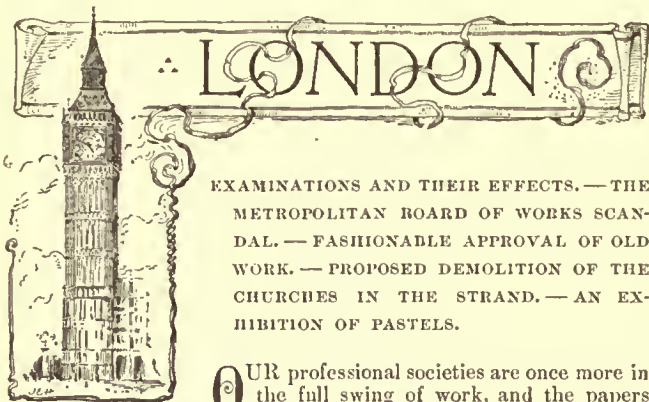 ∴ LONDON
EXAMINATIONS AND THEIR EFFECTS. — THE
METROPOLITAN BOARD OF WORKS SCAN-
DAL. — FASHIONABLE APPROVAL OF OLD
WORK. — PROPOSED DEMOLITION OF THE
CHURCHES IN THE STRAND. — AN EX-
HIBITION OF PASTELS.
OUR professional societies are once more in
the full swing of work, and the papers